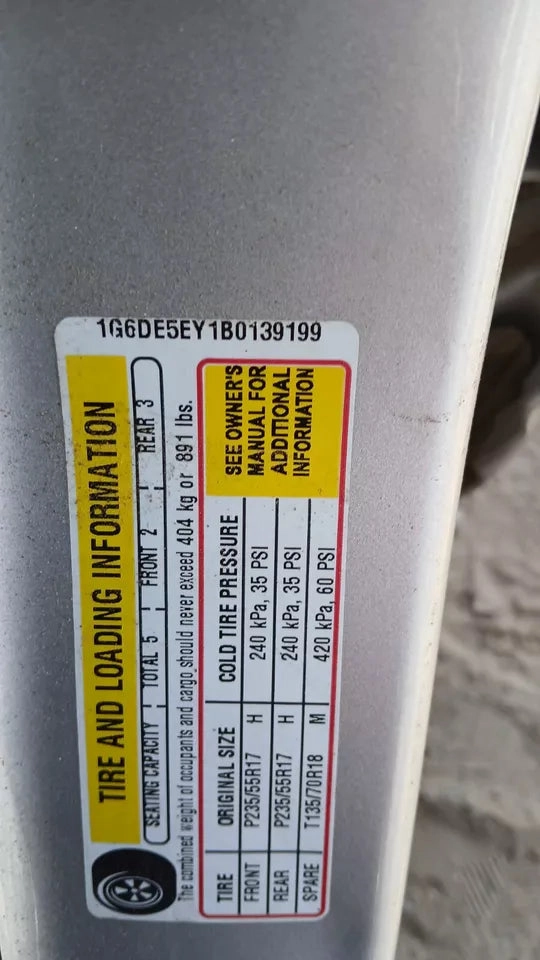 1G6DE5EY1B0139199
TIRE AND LOADING INFORMATION
SEATING CAPACITY TOTAL 5 FRONT 2 REAR 3
The combined weight of occupants and cargo should never exceed 404 kg or 891 lbs.
TIRE ORIGINAL SIZE COLD TIRE PRESSURE
FRONT P235/55R17 H 240 kPa, 35 PSI
REAR P235/55R17 H 240 kPa, 35 PSI
SPARE T135/70R18 M 420 kPa, 60 PSI
SEE OWNER'S
MANUAL FOR
ADDITIONAL
INFORMATION